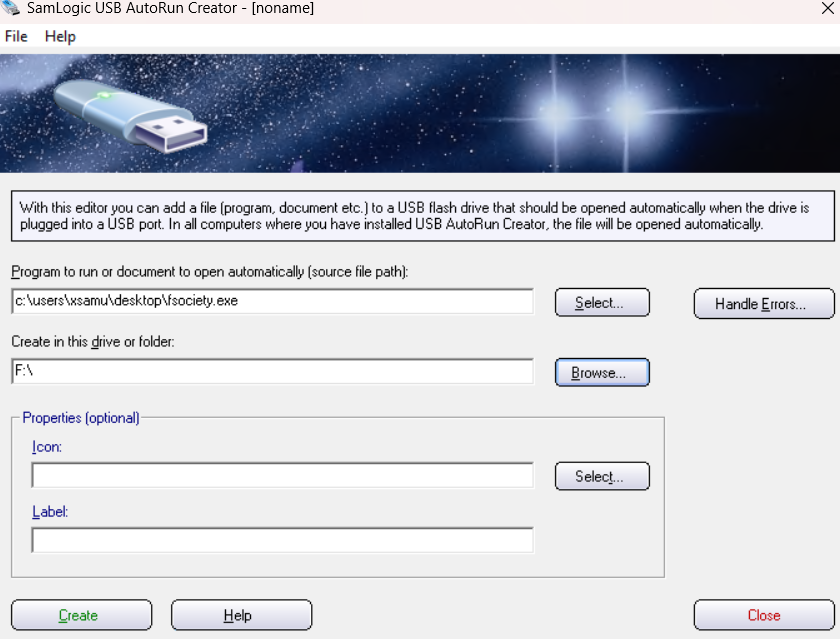 SamLogic USB AutoRun Creator - [noname]
File Help
With this editor you can add a file (program, document etc.) to a USB flash drive that should be opened automatically when the drive is
plugged into a USB port. In all computers where you have installed USB AutoRun Creator, the file will be opened automatically.
Program to run or document to open automatically (source file path):
c:\users\xsamu\desktop\fsociety.exe
Select...
Handle Errors...
Create in this drive or folder:
F:\
Browse...
Properties (optional)
Icon:
Select...
Label:
Create
Help
Close